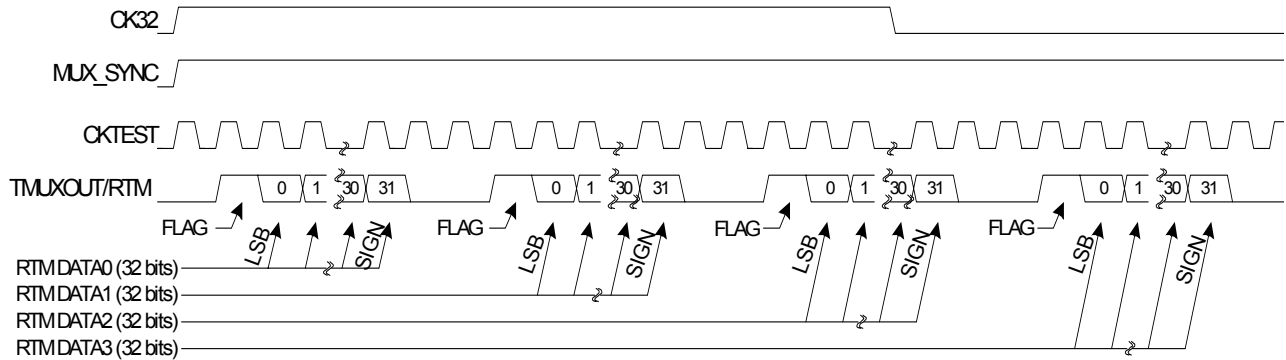 CK32
MUX_SYNC
CKTEST
TMUXOUT/RTM
0 1 30 31 0 1 30 31 0 1 30 31 0 1 30 31
FLAG FLAG FLAG FLAG
LSB SIGN LSB SIGN LSB SIGN LSB SIGN
RTM DATA0 (32 bits)
RTM DATA1 (32 bits)
RTM DATA2 (32 bits)
RTM DATA3 (32 bits)